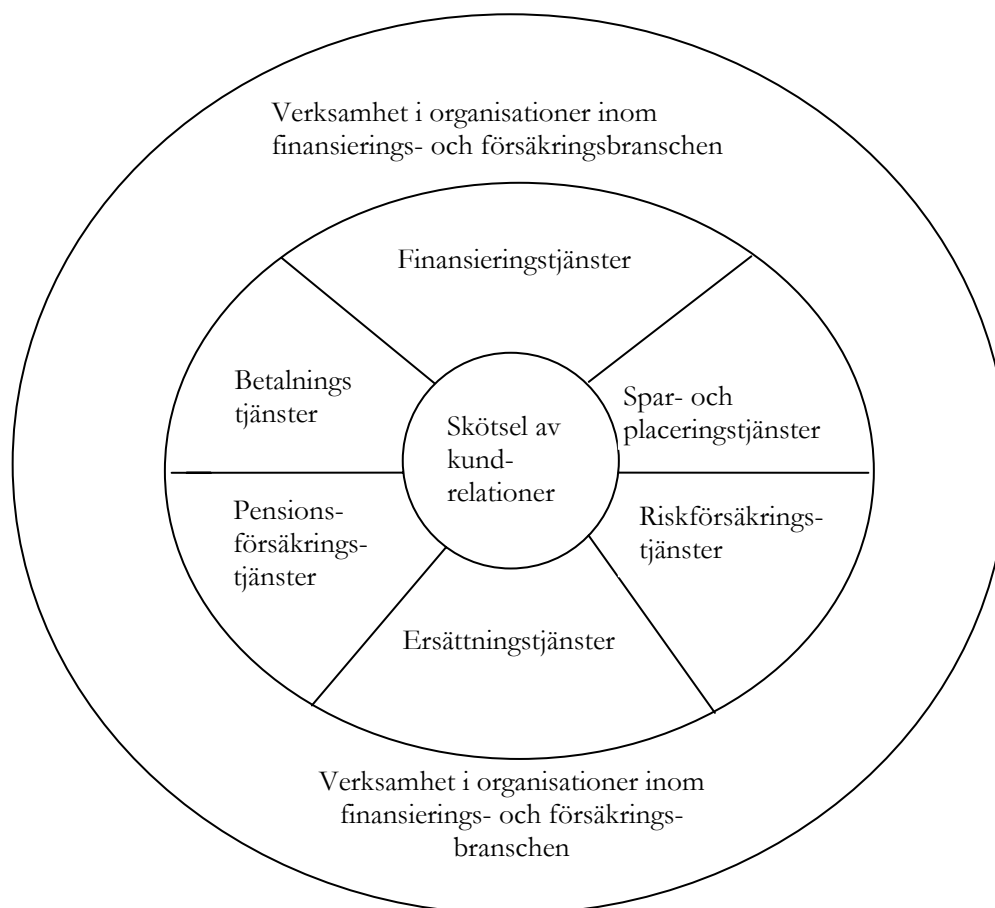 Verksamhet i organisationer inom
finansierings- och försäkringsbranschen
Finansieringstjänster
Betalnings
tjänster
Spar- och
placeringstjänster
Skötsel av
kund-
relationer
Pensions-
försäkrings-
tjänster
Riskförsäkrings-
tjänster
Ersättningstjänster
Verksamhet i organisationer inom
finansierings- och försäkrings-
branschen